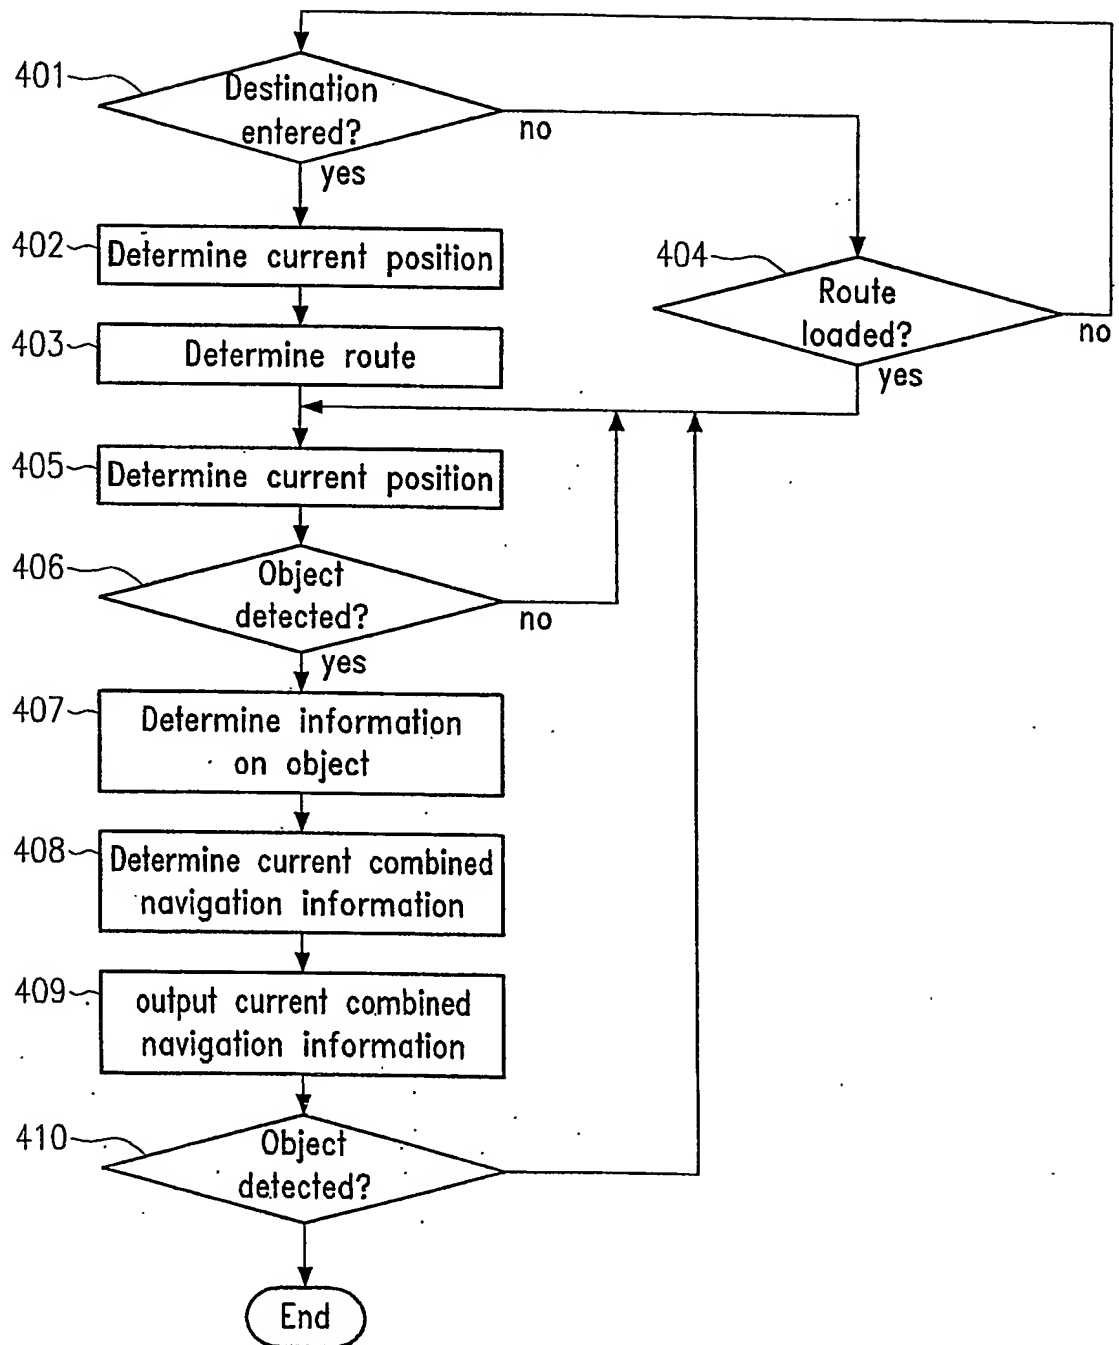 401
Destination
entered?
no
yes
402
Determine current position
404
Route
loaded?
no
yes
403
Determine route
405
Determine current position
406
Object
detected?
no
yes
407
Determine information
on object
408
Determine current combined
navigation information
409
output current combined
navigation information
410
Object
detected?
End